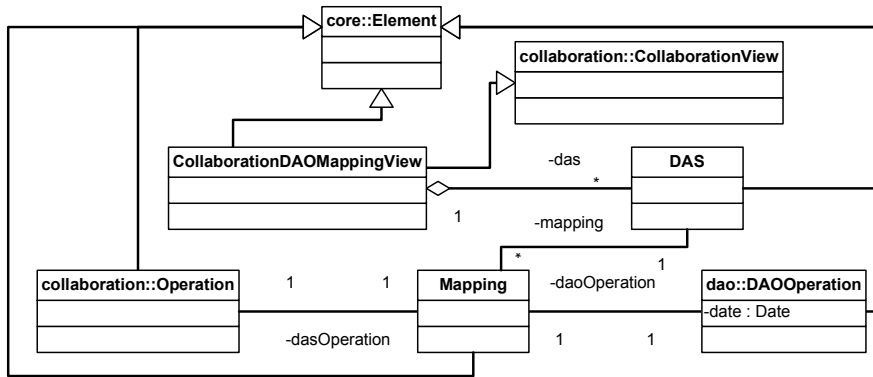 core::Element
collaboration::CollaborationView
CollaborationDAOMappingView
-das
DAS
*
1
-mapping
*
1
collaboration::Operation
1
1
Mapping
-daoOperation
dao::DAOOperation
-date : Date
-dasOperation
1
1